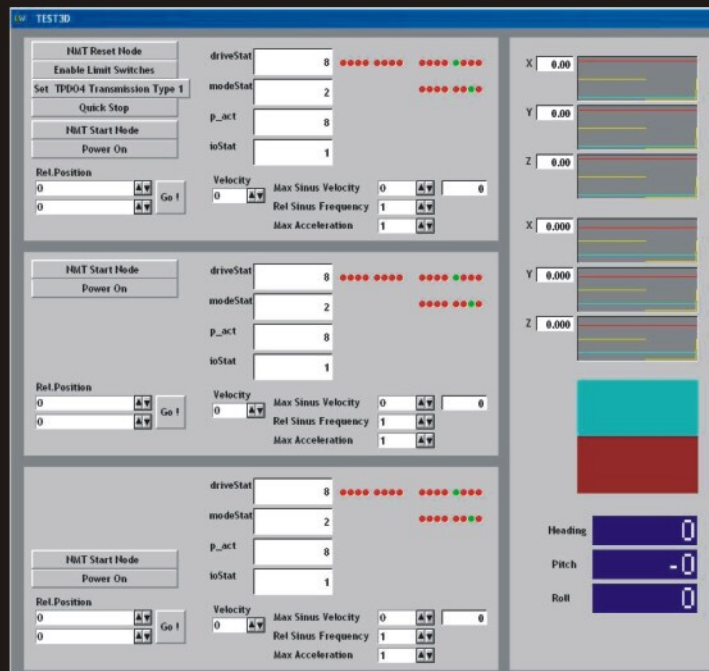 TEST3D
NMT Reset Node
Enable Limit Switches
Set TPDO4 Transmission Type 1
Quick Stop
NMT Start Node
Power On
driveStat 8
modeStat 2
p_act 8
ioStat 1
Rel.Position
0
0
Go !
Velocity
0
Max Sinus Velocity 0 0
Rel Sinus Frequency 1
Max Acceleration 1
NMT Start Node
Power On
driveStat 8
modeStat 2
p_act 8
ioStat 1
Rel.Position
0
0
Go !
Velocity
0
Max Sinus Velocity 0 0
Rel Sinus Frequency 1
Max Acceleration 1
driveStat 8
modeStat 2
p_act 8
ioStat 1
NMT Start Node
Power On
Rel.Position
0
0
Go !
Velocity
0
Max Sinus Velocity 0 0
Rel Sinus Frequency 1
Max Acceleration 1
X 0.00
Y 0.00
Z 0.00
X 0.000
Y 0.000
Z 0.000
Heading 0
Pitch -0
Roll 0